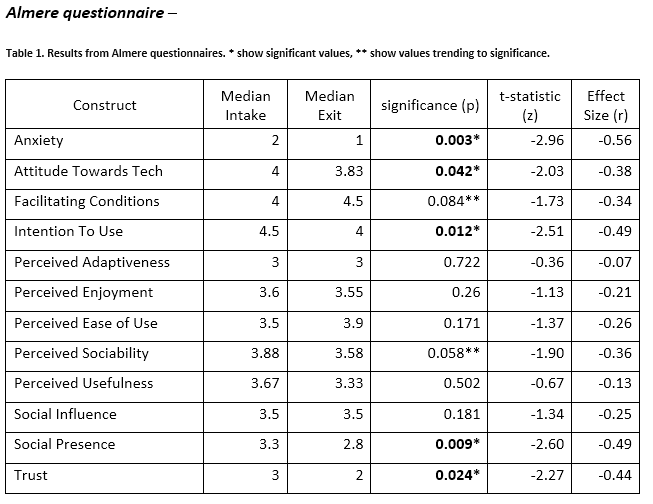 Almere questionnaire –
Table 1. Results from Almere questionnaires. * show significant values, ** show values trending to significance.
Construct Median Intake Median Exit significance (p) t-statistic (z) Effect Size (r)
Anxiety 2 1 0.003* -2.96 -0.56
Attitude Towards Tech 4 3.83 0.042* -2.03 -0.38
Facilitating Conditions 4 4.5 0.084** -1.73 -0.34
Intention To Use 4.5 4 0.012* -2.51 -0.49
Perceived Adaptiveness 3 3 0.722 -0.36 -0.07
Perceived Enjoyment 3.6 3.55 0.26 -1.13 -0.21
Perceived Ease of Use 3.5 3.9 0.171 -1.37 -0.26
Perceived Sociability 3.88 3.58 0.058** -1.90 -0.36
Perceived Usefulness 3.67 3.33 0.502 -0.67 -0.13
Social Influence 3.5 3.5 0.181 -1.34 -0.25
Social Presence 3.3 2.8 0.009* -2.60 -0.49
Trust 3 2 0.024* -2.27 -0.44